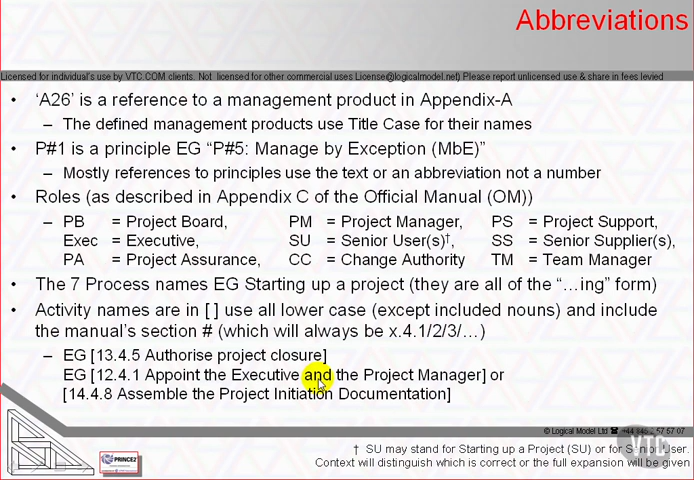 Abbreviations
Licensed for individual's use by VTC.COM clients. Not licensed for other commercial uses License@logicalmodel.net) Please report unlicensed use & share in fees levied
• 'A26' is a reference to a management product in Appendix-A
– The defined management products use Title Case for their names
• P#1 is a principle EG “P#5: Manage by Exception (MbE)”
– Mostly references to principles use the text or an abbreviation not a number
• Roles (as described in Appendix C of the Official Manual (OM))
– PB = Project Board, PM = Project Manager, PS = Project Support,
Exec = Executive, SU = Senior User(s)†, SS = Senior Supplier(s),
PA = Project Assurance, CC = Change Authority TM = Team Manager
• The 7 Process names EG Starting up a project (they are all of the “…ing” form)
• Activity names are in [ ] use all lower case (except included nouns) and include
the manual's section # (which will always be x.4.1/2/3/…)
– EG [13.4.5 Authorise project closure]
EG [12.4.1 Appoint the Executive and the Project Manager] or
[14.4.8 Assemble the Project Initiation Documentation]
© Logical Model Ltd ☎ +44
† SU may stand for Starting up a Project (SU) or for Senior User.
Context will distinguish which is correct or the full expansion will be given
PRINCE2
VTC